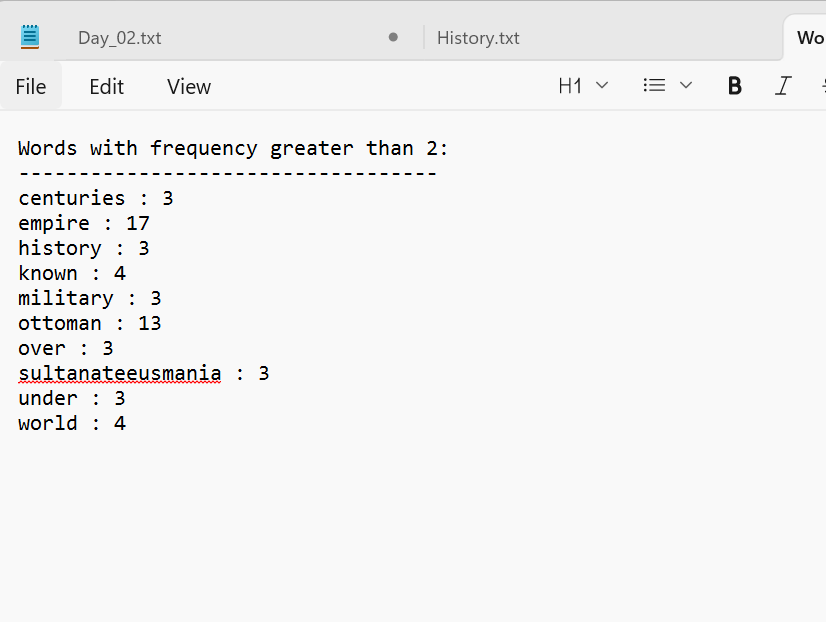 Day_02.txt
History.txt
Wo
File
Edit
View
H1
B
I
Words with frequency greater than 2:
-----------------------------------
centuries : 3
empire : 17
history : 3
known : 4
military : 3
ottoman : 13
over : 3
sultanateeusmania : 3
under : 3
world : 4